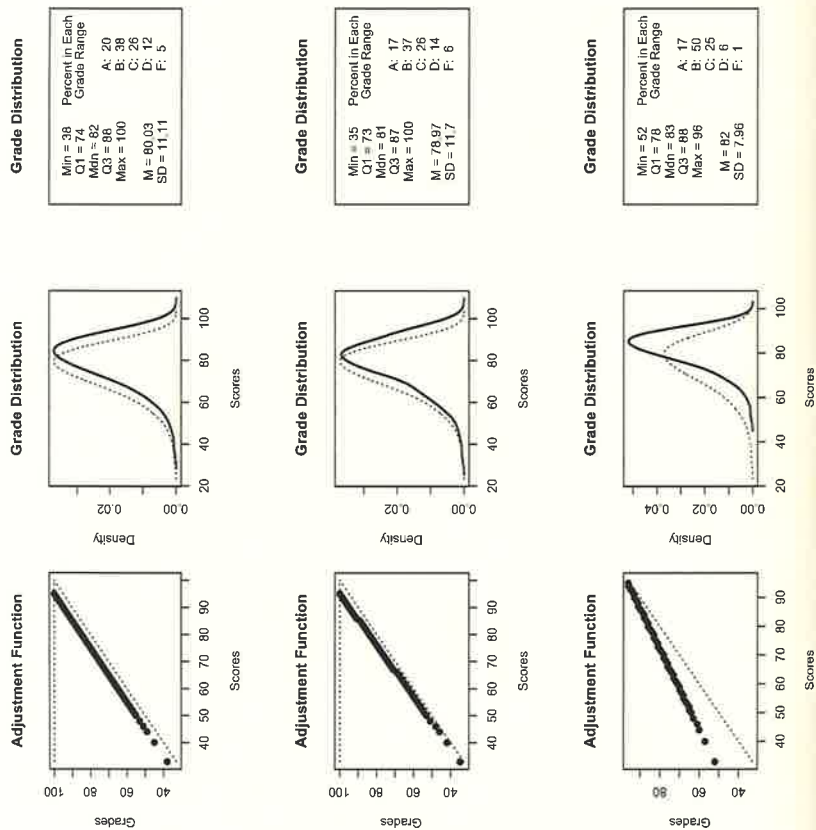 Adjustment Function
Grades
100
80
60
40
40 50 60 70 80 90
Scores
Grade Distribution
Density
0.02
0.00
20 40 60 80 100
Scores
Grade Distribution
Min = 38
Q1 = 74
Mdn = 82
Q3 = 88
Max = 100
M = 80.03
SD = 11.11
Percent in Each
Grade Range
A: 20
B: 38
C: 26
D: 12
F: 5
Adjustment Function
Grades
100
80
60
40
40 50 60 70 80 90
Scores
Grade Distribution
Density
0.02
0.00
20 40 60 80 100
Scores
Grade Distribution
Min = 35
Q1 = 73
Mdn = 81
Q3 = 87
Max = 100
M = 78.97
SD = 11.7
Percent in Each
Grade Range
A: 17
B: 37
C: 26
D: 14
F: 6
Adjustment Function
Grades
80
60
40
40 50 60 70 80 90
Scores
Grade Distribution
Density
0.04
0.02
0.00
20 40 60 80 100
Scores
Grade Distribution
Min = 52
Q1 = 78
Mdn = 83
Q3 = 88
Max = 96
M = 82
SD = 7.96
Percent in Each
Grade Range
A: 17
B: 50
C: 25
D: 6
F: 1